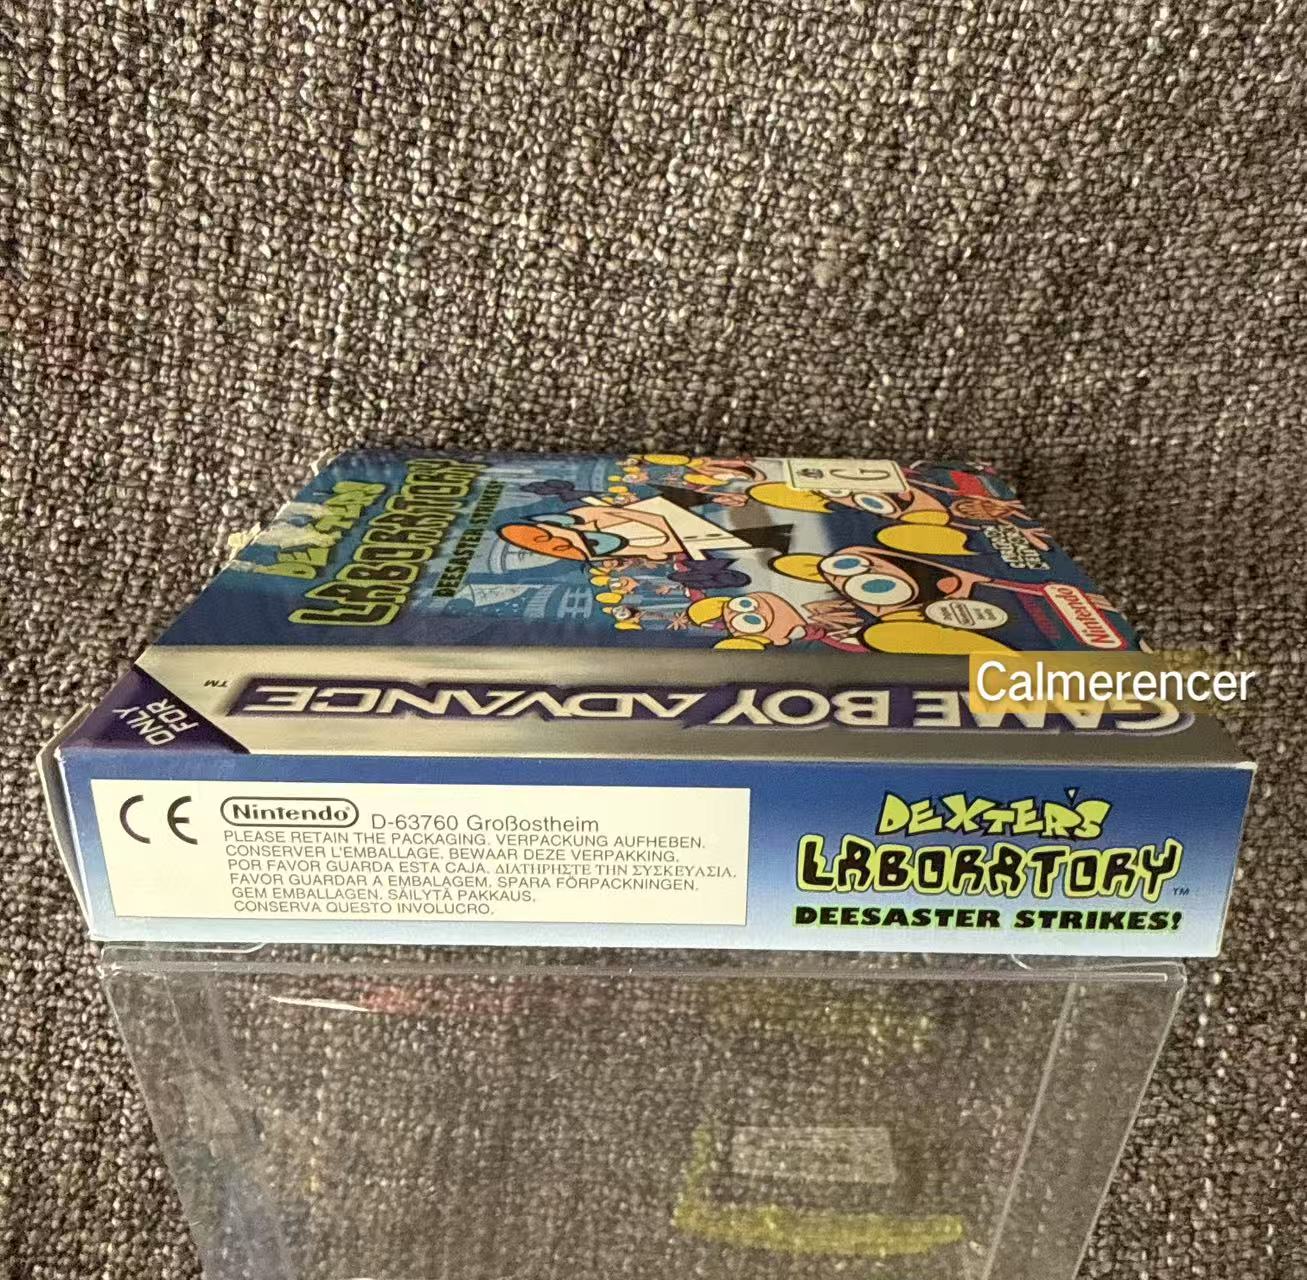 DEXTER'S
LABORATORY
DEESASTER STRIKES!
G
Nintendo
ONLY
FOR
GAME BOY ADVANCE
TM
Calmerencer
CE
Nintendo®
D-63760 Großostheim
PLEASE RETAIN THE PACKAGING. VERPACKUNG AUFHEBEN.
CONSERVER L'EMBALLAGE. BEWAAR DEZE VERPAKKING.
POR FAVOR GUARDA ESTA CAJA. ΔΙΑΤΗΡΗΣΤΕ ΤΗΝ ΣΥΣΚΕΥΑΣΙΑ.
FAVOR GUARDAR A EMBALAGEM. SPARA FÖRPACKNINGEN.
GEM EMBALLAGEN. SÄILYTÄ PAKKAUS.
CONSERVA QUESTO INVOLUCRO.
DEXTER'S
LABORATORY
TM
DEESASTER STRIKES!